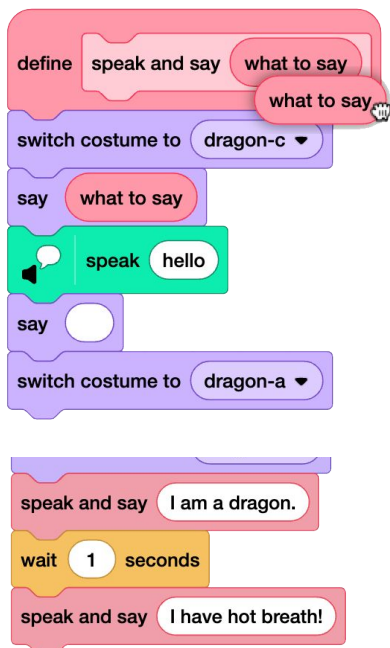 define speak and say what to say
what to say
switch costume to dragon-c
say what to say
speak hello
say
switch costume to dragon-a
speak and say I am a dragon.
wait 1 seconds
speak and say I have hot breath!